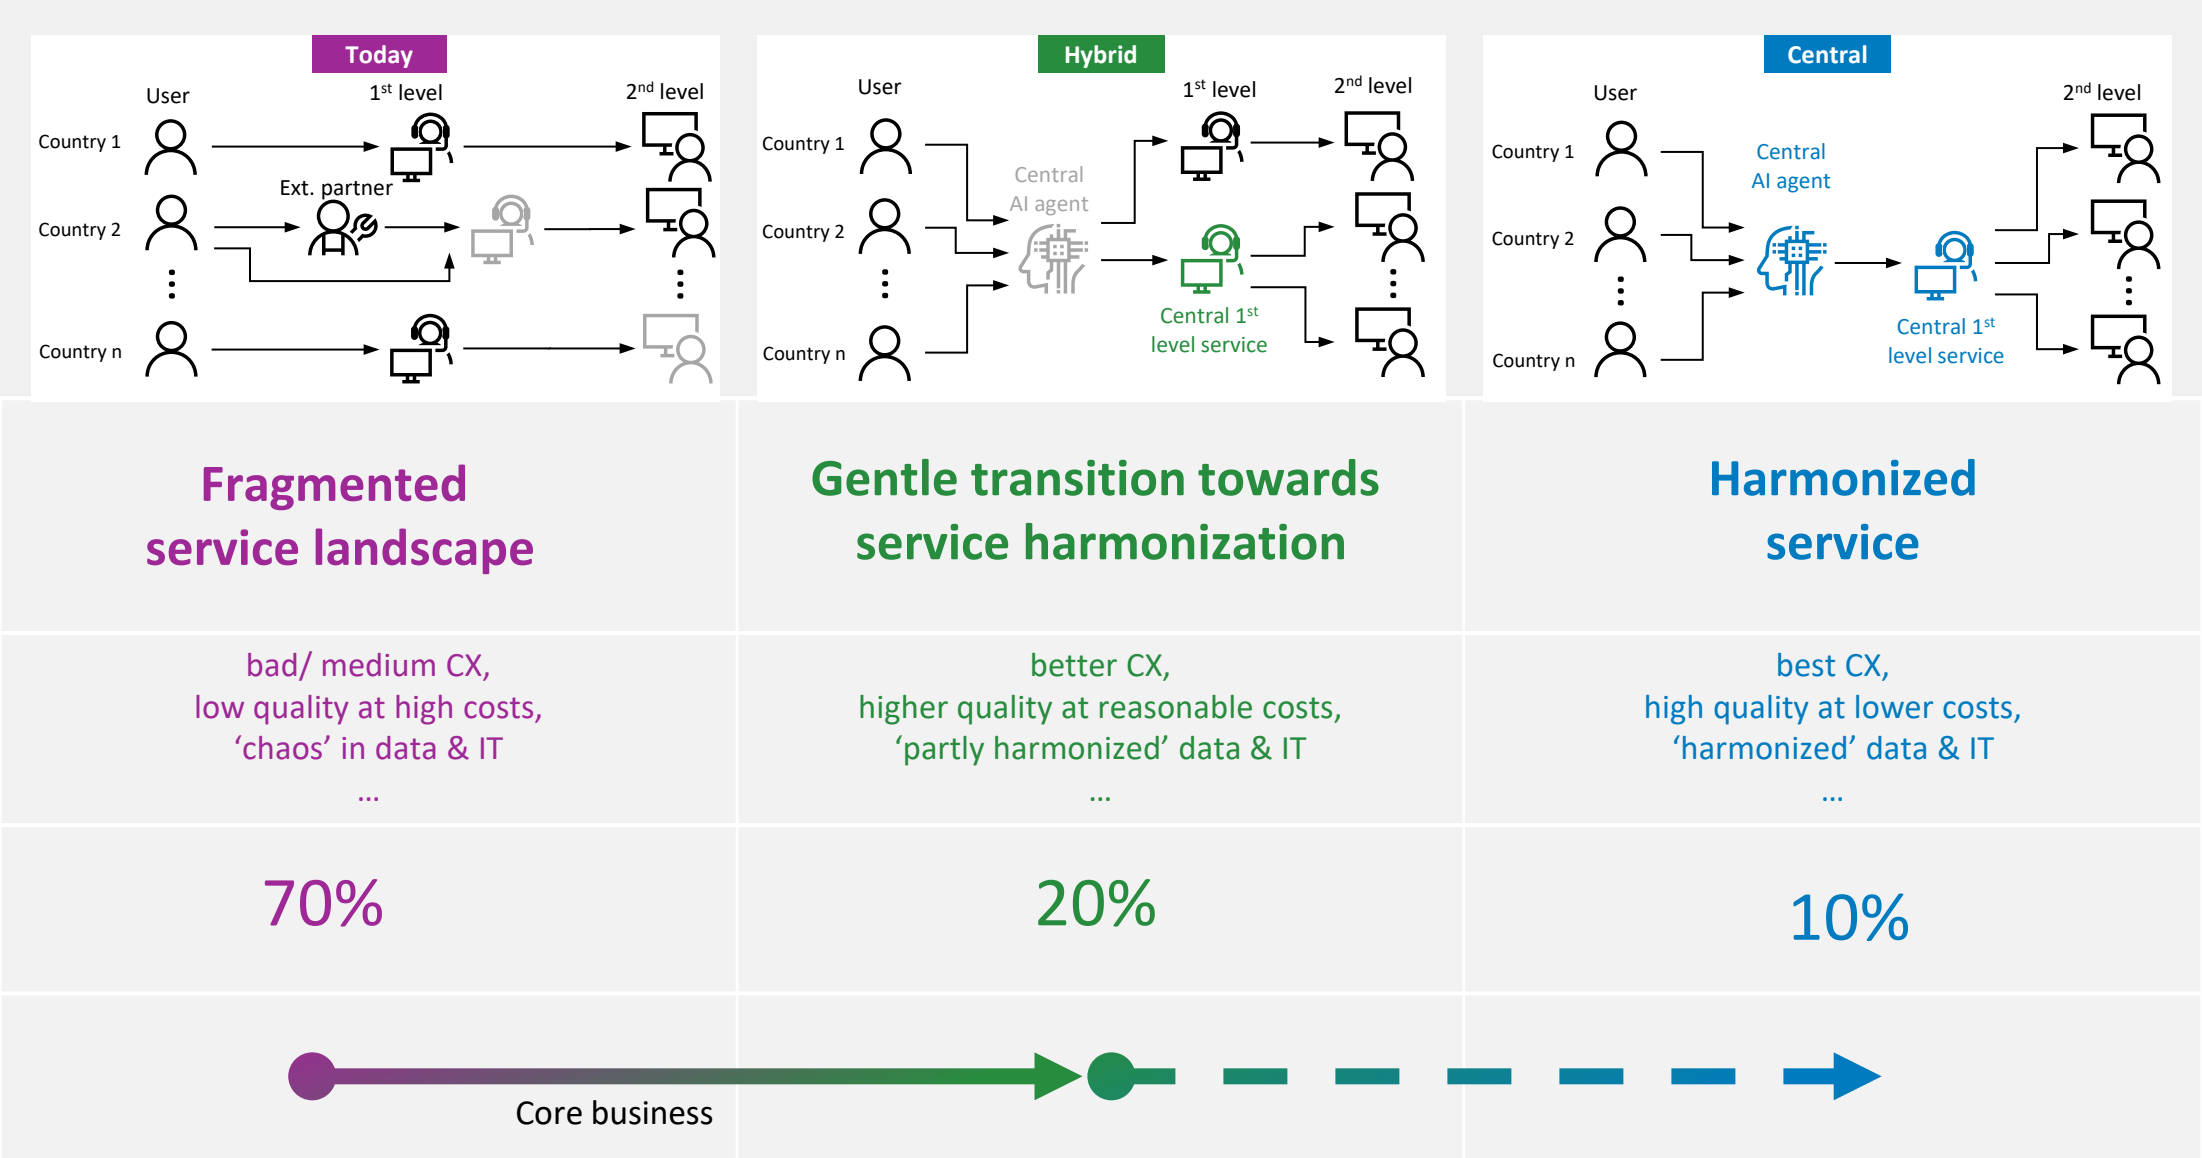 Today
User
1st level
2nd level
Country 1
Ext. partner
Country 2
Country n
Hybrid
User
1st level
2nd level
Country 1
Central
AI agent
Country 2
Central 1st
level service
Country n
Central
User
2nd level
Country 1
Central
AI agent
Country 2
Central 1st
level service
Country n
Fragmented
service landscape
Gentle transition towards
service harmonization
Harmonized
service
bad/ medium CX,
low quality at high costs,
‘chaos’ in data & IT
...
better CX,
higher quality at reasonable costs,
‘partly harmonized’ data & IT
...
best CX,
high quality at lower costs,
‘harmonized’ data & IT
...
70%
20%
10%
Core business